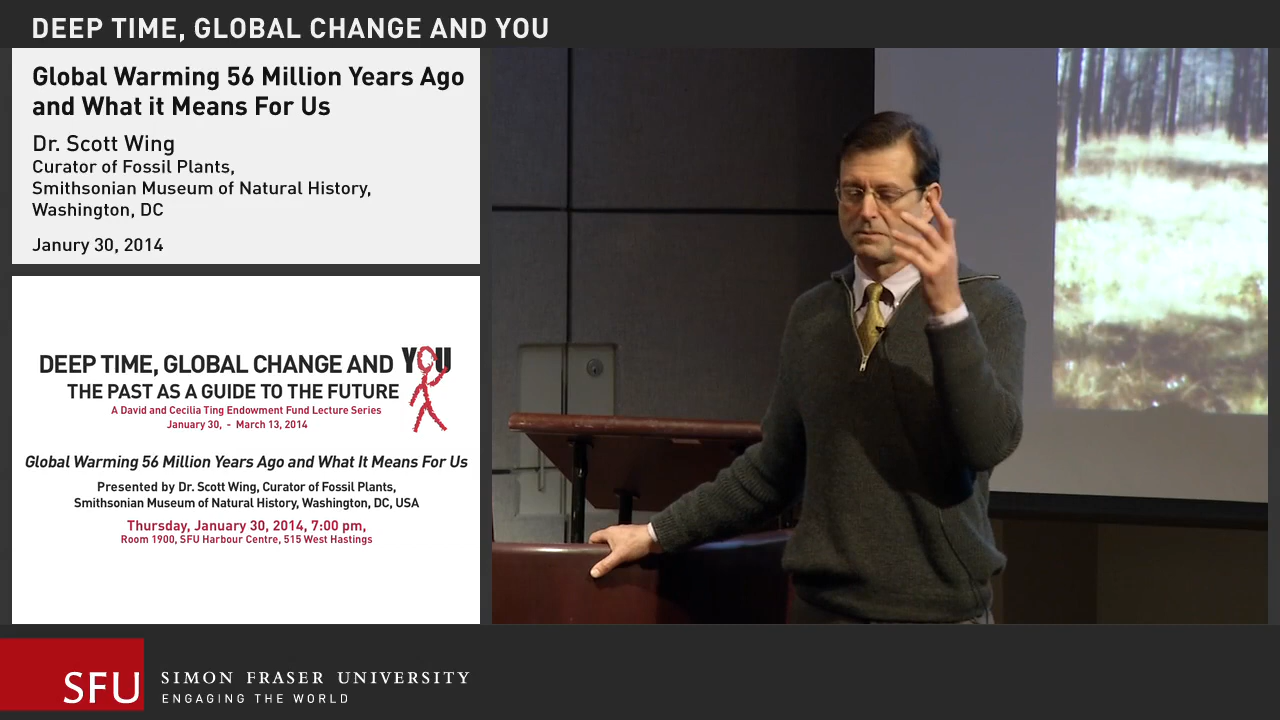 DEEP TIME, GLOBAL CHANGE AND YOU
Global Warming 56 Million Years Ago
and What it Means For Us
Dr. Scott Wing
Curator of Fossil Plants,
Smithsonian Museum of Natural History,
Washington, DC
Janury 30, 2014
DEEP TIME, GLOBAL CHANGE AND YOU
THE PAST AS A GUIDE TO THE FUTURE
A David and Cecilia Ting Endowment Fund Lecture Series
January 30, - March 13, 2014
Global Warming 56 Million Years Ago and What It Means For Us
Presented by Dr. Scott Wing, Curator of Fossil Plants,
Smithsonian Museum of Natural History, Washington, DC, USA
Thursday, January 30, 2014, 7:00 pm,
Room 1900, SFU Harbour Centre, 515 West Hastings
SFU
SIMON FRASER UNIVERSITY
ENGAGING THE WORLD